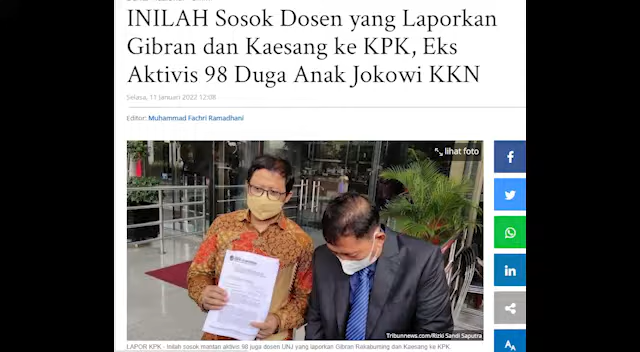 INILAH Sosok Dosen yang Laporkan
Gibran dan Kaesang ke KPK, Eks
Aktivis 98 Duga Anak Jokowi KKN
Selasa, 11 Januari 2022 12:08
Editor: Muhammad Fachri Ramadhani
lihat foto
Tribunnews.com/Rizki Sandi Saputra
LAPOR KPK - Inilah sosok mantan aktivis 98 juga dosen UNJ yang laporkan Gibran Rakabuming dan Kaesang ke KPK.